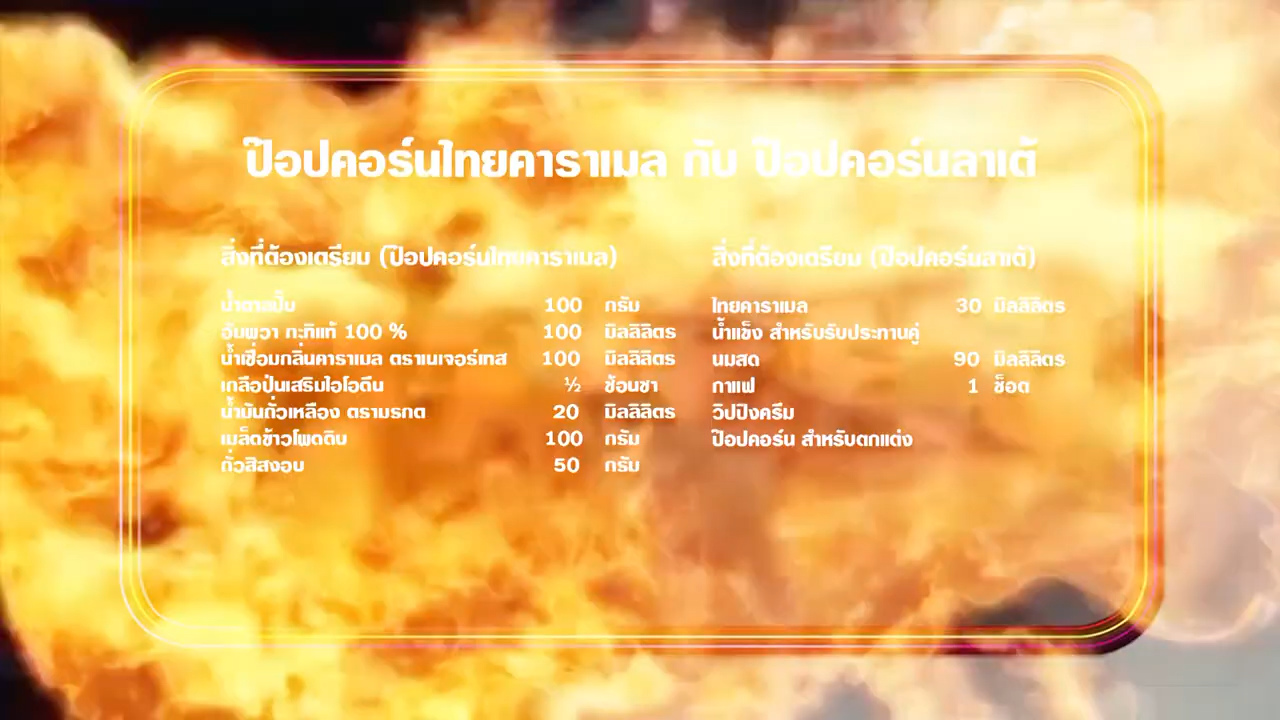 ป๊อปคอร์นไทยคาราเมล กับ ป๊อปคอร์นลาเต้
สิ่งที่ต้องเตรียม (ป๊อปคอร์นไทยคาราเมล)
น้ำตาลปี๊บ 100 กรัม
อัมพวา กะทิแท้ 100 % 100 มิลลิลิตร
น้ำเชื่อมกลิ่นคาราเมล ตราเนเจอร์เทส 100 มิลลิลิตร
เกลือป่นเสริมไอโอดีน ½ ช้อนชา
น้ำมันถั่วเหลือง ตรามรกต 20 มิลลิลิตร
เมล็ดข้าวโพดดิบ 100 กรัม
ถั่วลิสงอบ 50 กรัม
สิ่งที่ต้องเตรียม (ป๊อปคอร์นลาเต้)
ไทยคาราเมล 30 มิลลิลิตร
น้ำแข็ง สำหรับรับประทานคู่
นมสด 90 มิลลิลิตร
กาแฟ 1 ช็อต
วิปปิงครีม
ป๊อปคอร์น สำหรับตกแต่ง